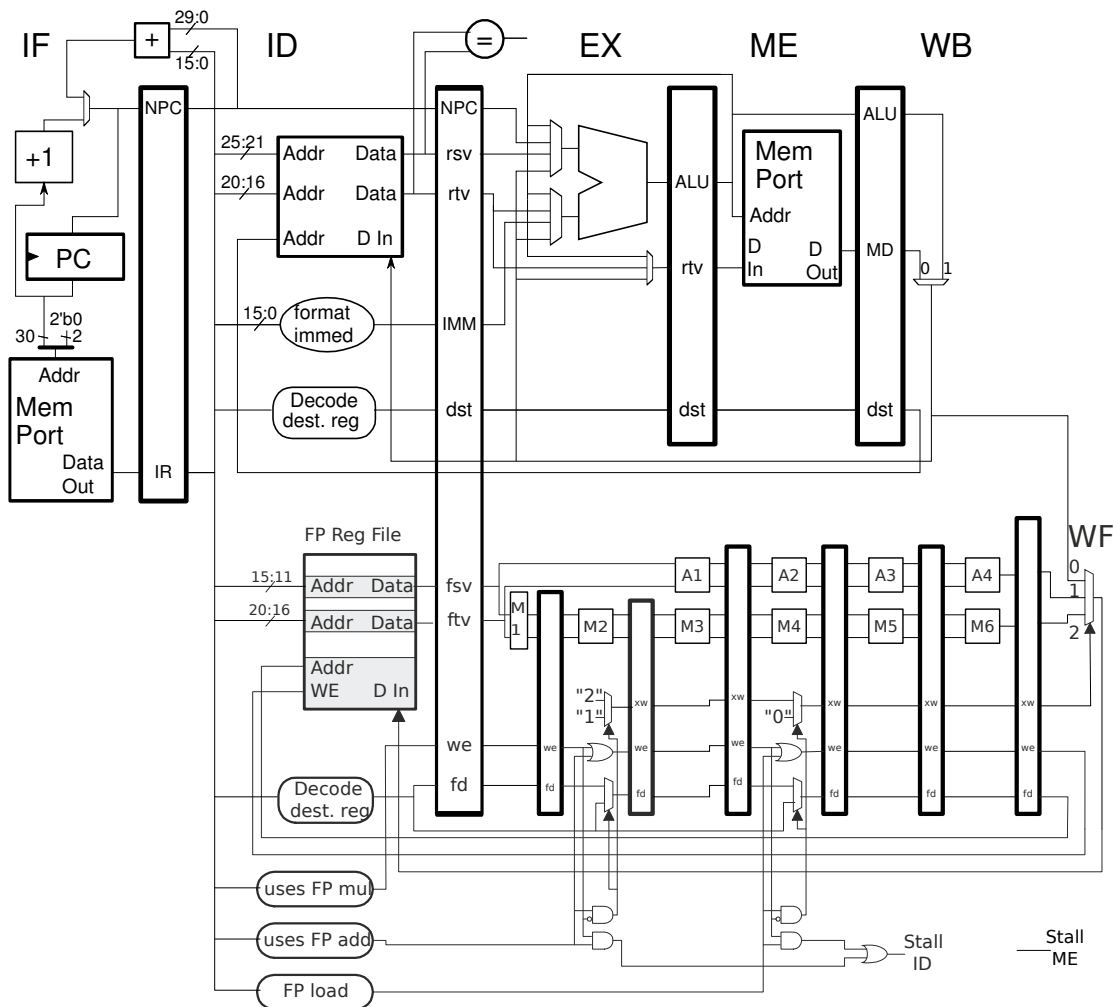 IF
ID
EX
ME
WB
29:0
15:0
+
=
NPC
NPC
ALU
+1
25:21
Addr
Data
rsv
20:16
Addr
Data
rtv
Addr
D In
ALU
Mem
Port
Addr
D
In
D
Out
MD
0 1
PC
rtv
15:0
format
immed
IMM
2'b0
30
2
Addr
Mem
Port
Data
Out
Decode
dest. reg
dst
dst
dst
IR
FP Reg File
WF
15:11
Addr
Data
fsv
A1
A2
A3
A4
0
1
20:16
Addr
Data
ftv
M
1
M2
M3
M4
M5
M6
2
Addr
WE
D In
"2"
"1"
xw
xw
"0"
xw
xw
xw
we
we
we
we
we
we
we
Decode
dest. reg
fd
fd
fd
fd
fd
fd
fd
uses FP mul
uses FP add
FP load
Stall
ID
Stall
ME